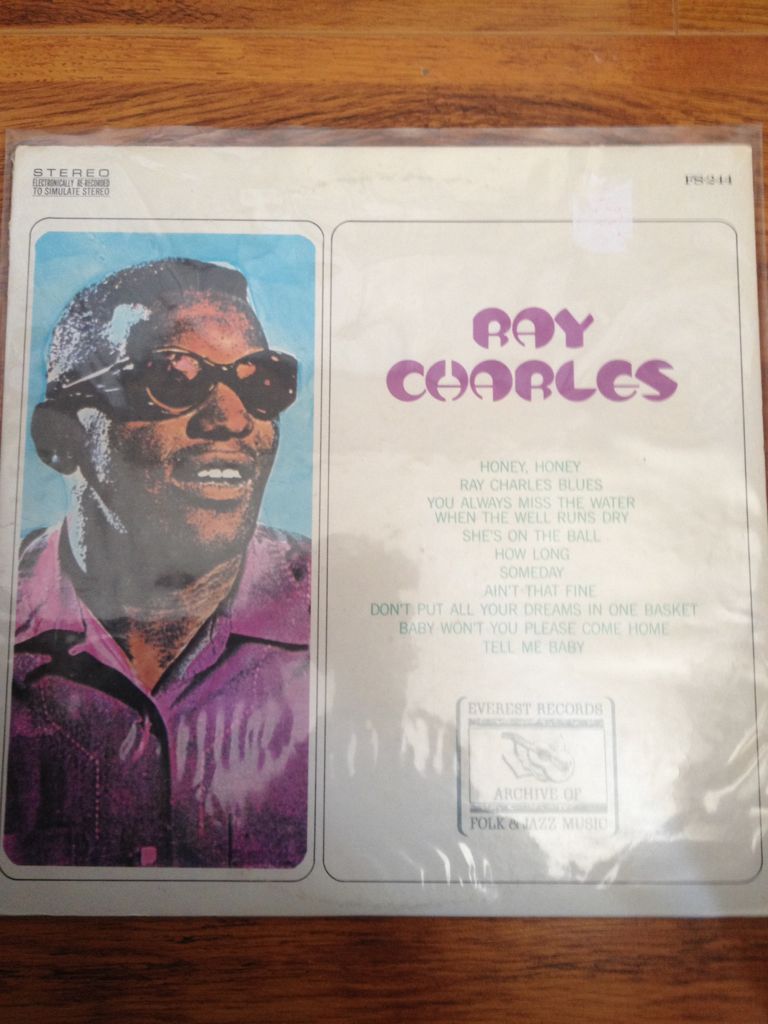 STEREO
ELECTRONICALLY RE-RECORDED
TO SIMULATE STEREO
FS-244
RAY
CHARLES
HONEY, HONEY
RAY CHARLES BLUES
YOU ALWAYS MISS THE WATER
WHEN THE WELL RUNS DRY
SHE'S ON THE BALL
HOW LONG
SOMEDAY
AIN'T THAT FINE
DON'T PUT ALL YOUR DREAMS IN ONE BASKET
BABY WON'T YOU PLEASE COME HOME
TELL ME BABY
EVEREST RECORDS
ARCHIVE OF
FOLK & JAZZ MUSIC